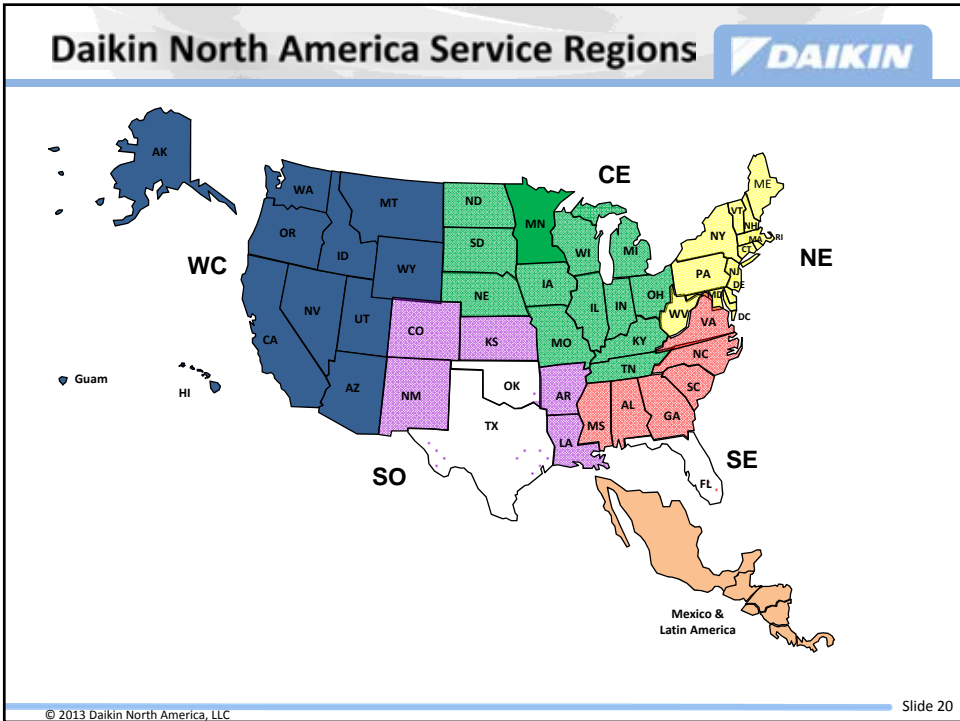 Daikin North America Service Regions
DAIKIN
AK
CE
WA
MT
ND
MN
ME
VT
NH
OR
ID
SD
WI
MI
NY
MA
RI
CT
WC
WY
NE
PA
NJ
NE
IA
OH
DE
MD
NV
UT
IL
IN
WV
DC
CO
KS
MO
KY
VA
CA
Guam
HI
AZ
NM
OK
AR
TN
NC
SC
TX
MS
AL
GA
LA
SO
SE
FL
Mexico &
Latin America
© 2013 Daikin North America, LLC
Slide 20